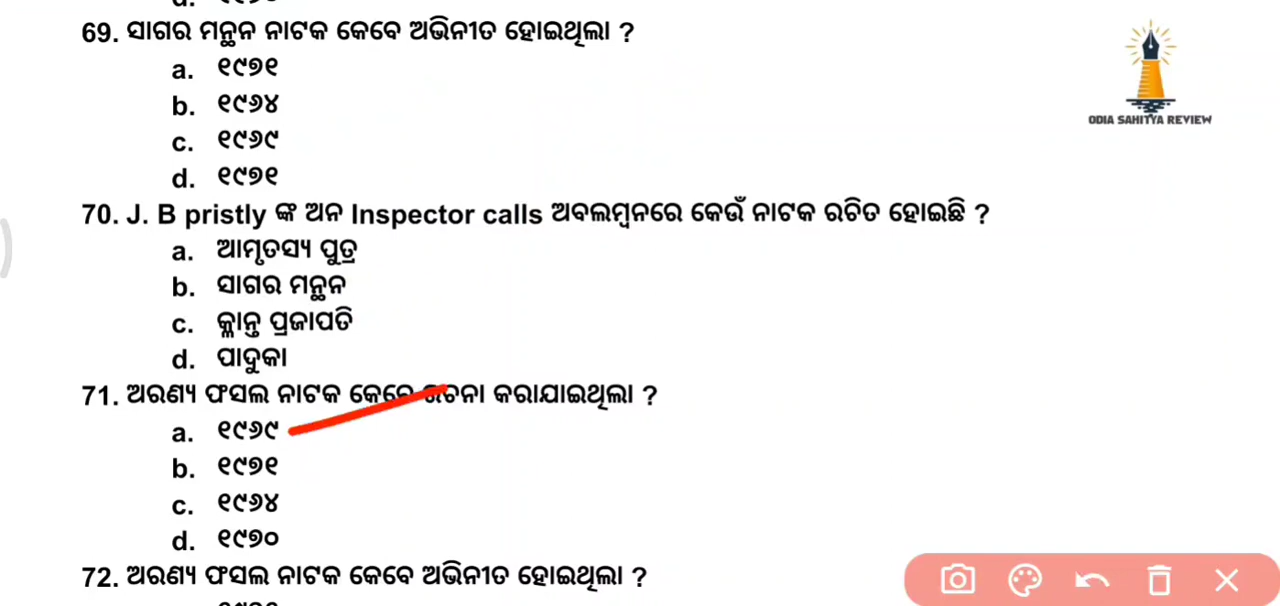 69. ସାଗର ମନ୍ଥନ ନାଟକ କେବେ ଅଭିନୀତ ହୋଇଥିଲା ?
a. ୧୯୭୧
b. ୧୯୬୪
c. ୧୯୬୯
d. ୧୯୭୧
ODIA SAHITYA REVIEW
70. J. B pristly ଙ୍କ ଅନ Inspector calls ଅବଲମ୍ବନରେ କେଉଁ ନାଟକ ରଚିତ ହୋଇଛି ?
a. ଆମୃତସ୍ୟ ପୁତ୍ର
b. ସାଗର ମନ୍ଥନ
c. କ୍ଳାନ୍ତ ପ୍ରଜାପତି
d. ପାଦୁକା
71. ଅରଣ୍ୟ ଫସଲ ନାଟକ କେବେ ରଚନା କରାଯାଇଥିଲା ?
a. ୧୯୬୯
b. ୧୯୭୧
c. ୧୯୬୪
d. ୧୯୭୦
72. ଅରଣ୍ୟ ଫସଲ ନାଟକ କେବେ ଅଭିନୀତ ହୋଇଥିଲା ?